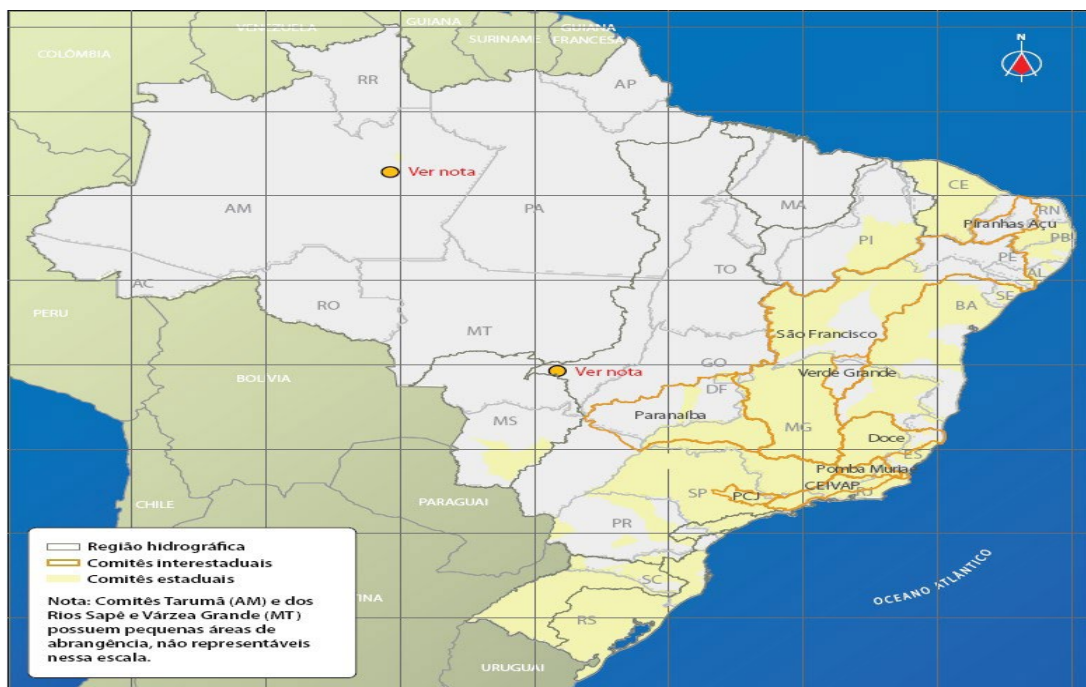 GUIANA
VENEZUELA
GUIANA
FRANCESA
SURINAME
COLÔMBIA
N
RR
AP
Ver nota
CE
AM
PA
MA
RN
Piranhas Açu
PI
PB
PE
TO
AL
AC
SE
RO
BA
PERU
São Francisco
MT
GO
Ver nota
Verde Grande
BOLIVIA
DF
Paranaíba
MS
MG
Doce
ES
Pomba Muria
CEIVAP
SP
PCJ
RJ
CHILE
PARAGUAI
PR
SC
OCEANO ATLÂNTICO
RS
URUGUAI
Região hidrográfica
Comitês interestaduais
Comitês estaduais
Nota: Comitês Tarumã (AM) e dos
Rios Sapê e Várzea Grande (MT)
possuem pequenas áreas de
abrangência, não representáveis
nessa escala.